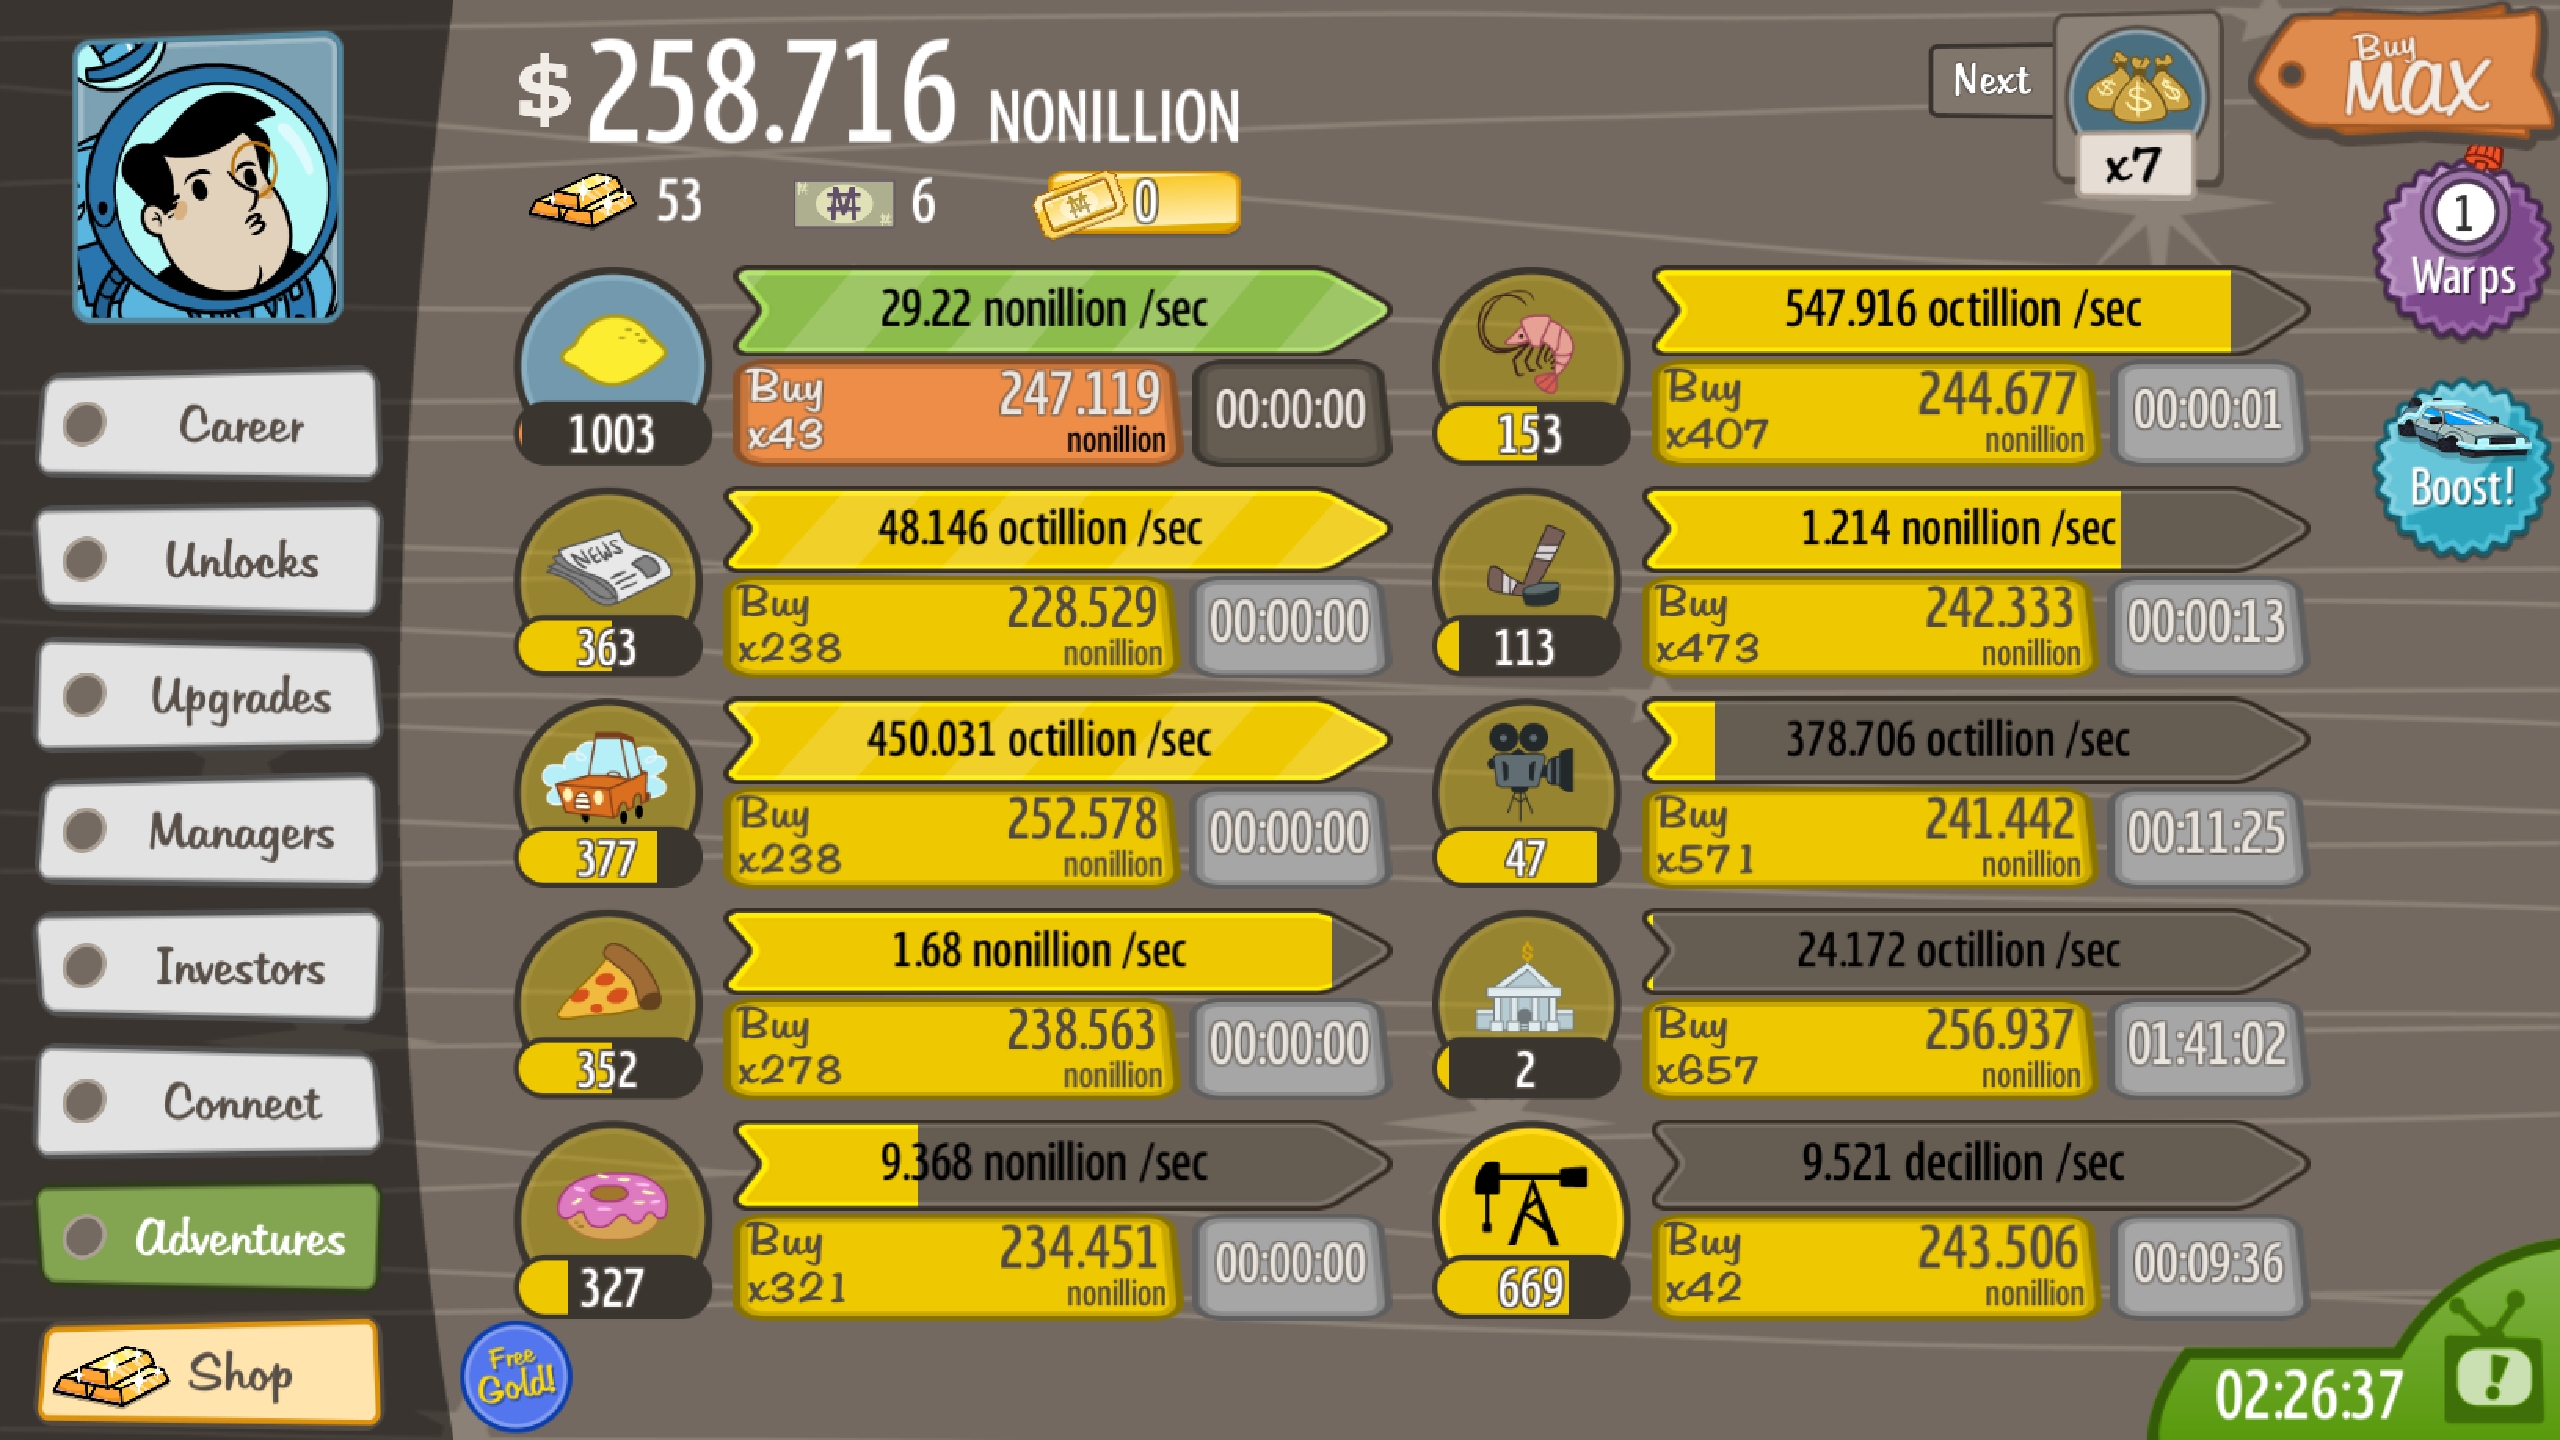 $258.716 NONILLION
53
6
0
Next
x7
Buy
MAX
1
Warps
Boost!
Career
Unlocks
Upgrades
Managers
Investors
Connect
Adventures
Shop
29.22 nonillion /sec
Buy
x43
247.119
nonillion
00:00:00
1003
NEWS
48.146 octillion /sec
Buy
x238
228.529
nonillion
00:00:00
363
450.031 octillion /sec
Buy
x238
252.578
nonillion
00:00:00
377
1.68 nonillion /sec
Buy
x278
238.563
nonillion
00:00:00
352
9.368 nonillion /sec
Buy
x321
234.451
nonillion
00:00:00
327
547.916 octillion /sec
Buy
x407
244.677
nonillion
00:00:01
153
1.214 nonillion /sec
Buy
x473
242.333
nonillion
00:00:13
113
378.706 octillion /sec
Buy
x571
241.442
nonillion
00:11:25
47
24.172 octillion /sec
Buy
x657
256.937
nonillion
01:41:02
2
9.521 decillion /sec
Buy
x42
243.506
nonillion
00:09:36
669
Free
Gold!
02:26:37